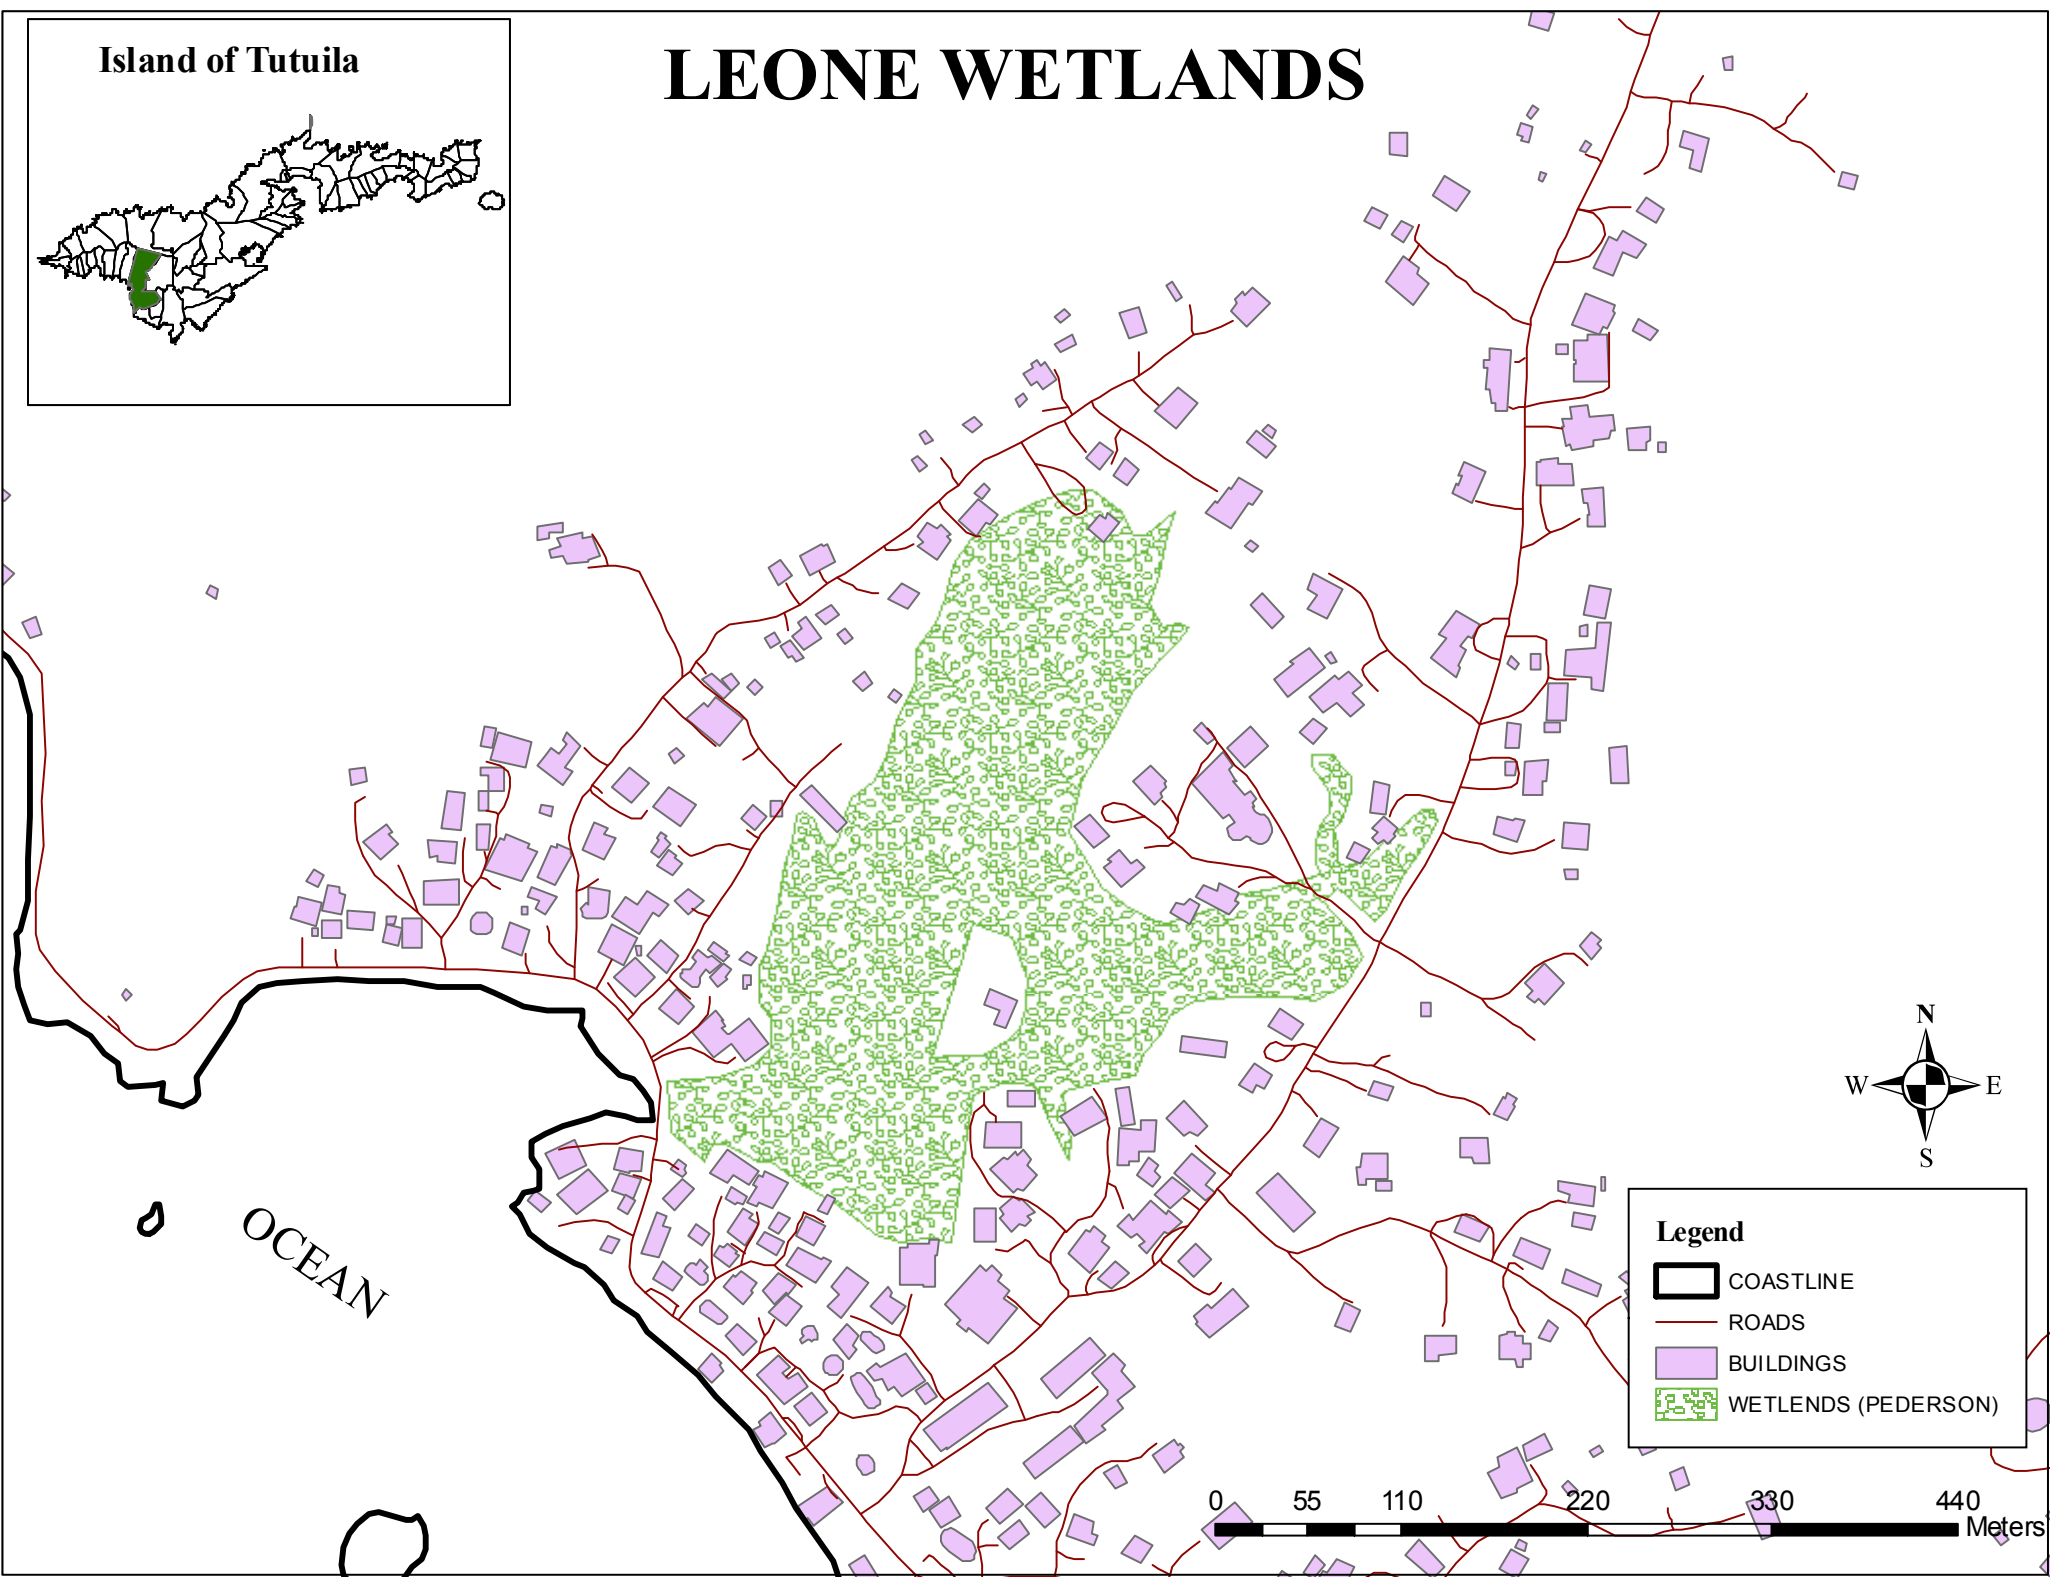 Island of Tutuila
LEONE WETLANDS
OCEAN
N
W E
S
Legend
COASTLINE
ROADS
BUILDINGS
WETLENDS (PEDERSON)
0 55 110 220 330 440
Meters